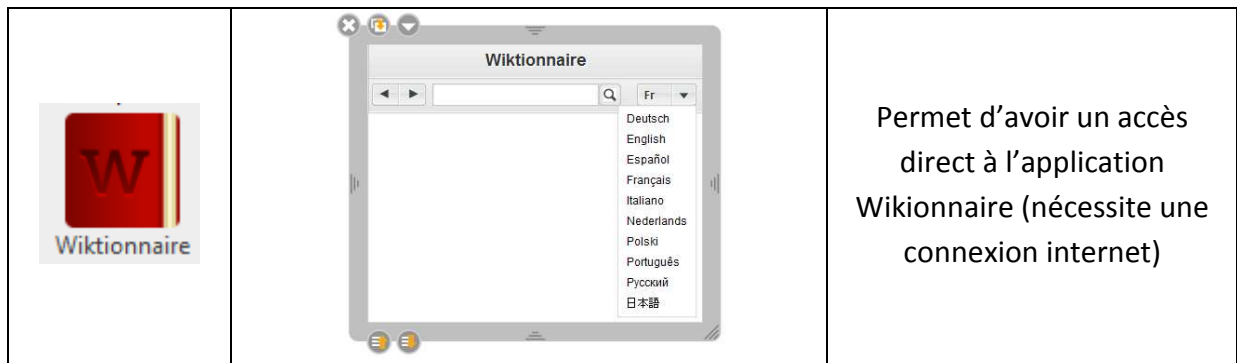 W
Wiktionnaire
Wiktionnaire
Fr
Deutsch
English
Español
Français
Italiano
Nederlands
Polski
Português
Русский
日本語
Permet d’avoir un accès
direct à l’application
Wikionnaire (nécessite une
connexion internet)